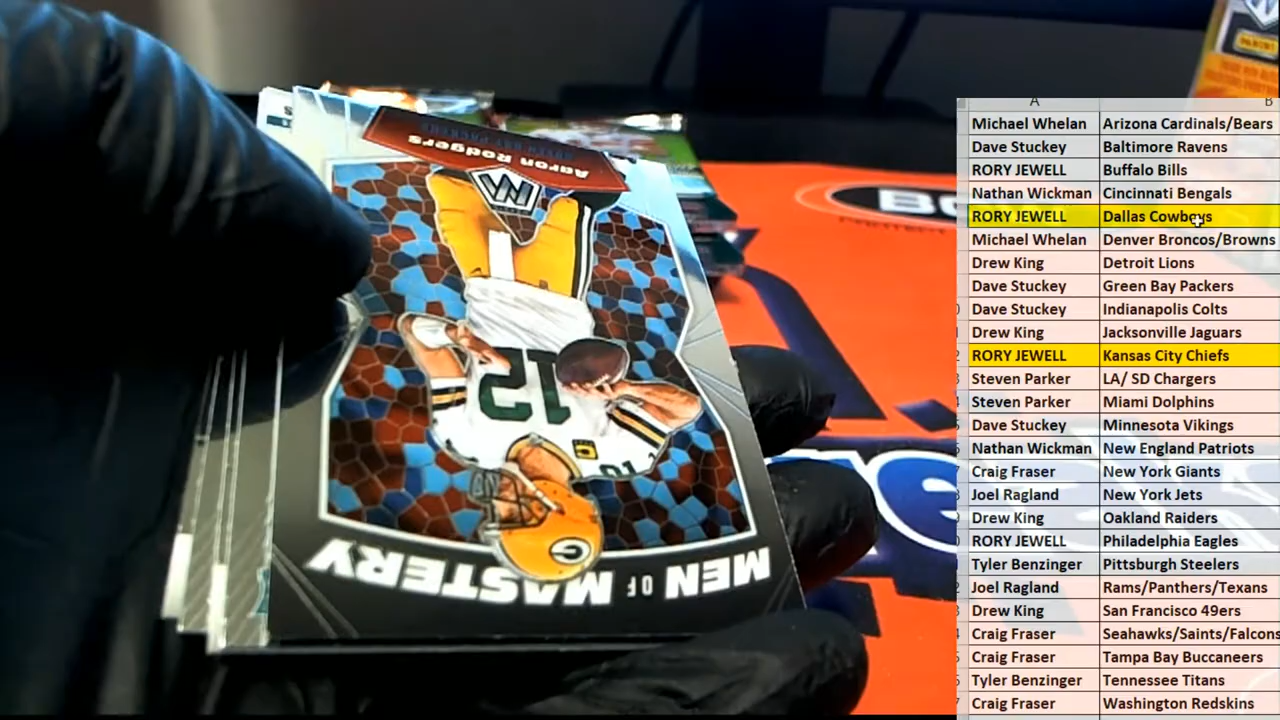 Aaron Rodgers
GREEN BAY PACKERS
12
MEN OF MASTERY
BO
A B
Michael Whelan Arizona Cardinals/Bears
Dave Stuckey Baltimore Ravens
RORY JEWELL Buffalo Bills
Nathan Wickman Cincinnati Bengals
RORY JEWELL Dallas Cowboys
Michael Whelan Denver Broncos/Browns
Drew King Detroit Lions
Dave Stuckey Green Bay Packers
Dave Stuckey Indianapolis Colts
Drew King Jacksonville Jaguars
RORY JEWELL Kansas City Chiefs
Steven Parker LA/ SD Chargers
Steven Parker Miami Dolphins
Dave Stuckey Minnesota Vikings
Nathan Wickman New England Patriots
Craig Fraser New York Giants
Joel Ragland New York Jets
Drew King Oakland Raiders
RORY JEWELL Philadelphia Eagles
Tyler Benzinger Pittsburgh Steelers
Joel Ragland Rams/Panthers/Texans
Drew King San Francisco 49ers
Craig Fraser Seahawks/Saints/Falcons
Craig Fraser Tampa Bay Buccaneers
Tyler Benzinger Tennessee Titans
Craig Fraser Washington Redskins